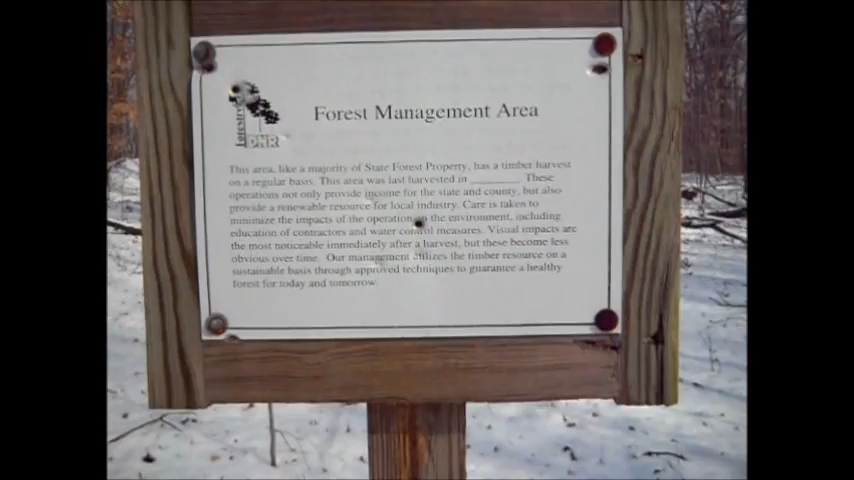 Forestry
DNR
Forest Management Area
This area, like a majority of State Forest Property, has a timber harvest
on a regular basis. This area was last harvested in ________. These
operations not only provide income for the state and county, but also
provide a renewable resource for local industry. Care is taken to
minimize the impacts of the operation on the environment, including
education of contractors and water control measures. Visual impacts are
the most noticeable immediately after a harvest, but these become less
obvious over time. Our management utilizes the timber resource on a
sustainable basis through approved techniques to guarantee a healthy
forest for today and tomorrow.